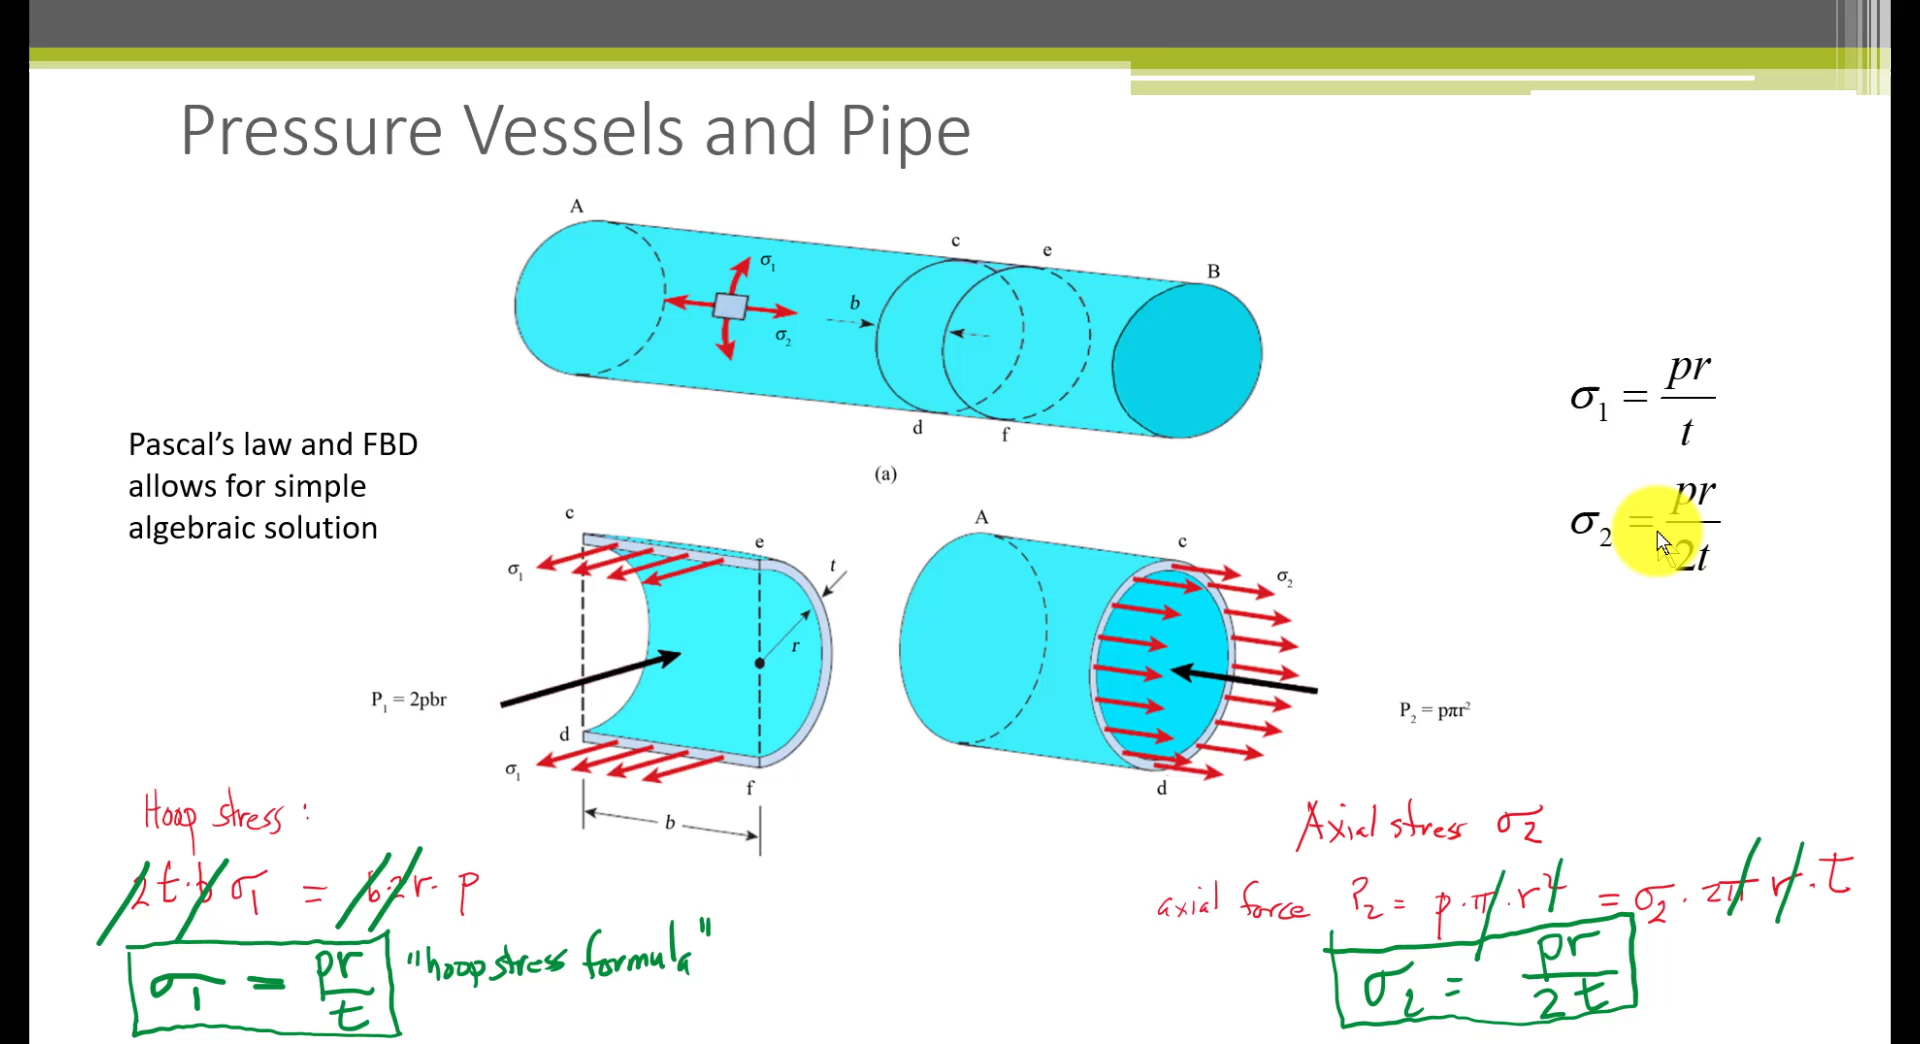 Pressure Vessels and Pipe
A
σ₁
c
e
B
b
σ₂
d
f
(a)
σ₁ = pr/t
σ₂ = pr/2t
Pascal’s law and FBD
allows for simple
algebraic solution
c
e
t
σ₁
r
P₁ = 2pbr
d
σ₁
f
b
A
c
σ₂
P₂ = pπr²
d
Hoop stress :
2t·b σ₁ = b·2r· p
σ₁ = pr/t "hoop stress formula"
Axial stress σ₂
axial force P₂ = p·π·r² = σ₂·2π r·t
σ₂ = pr/2t